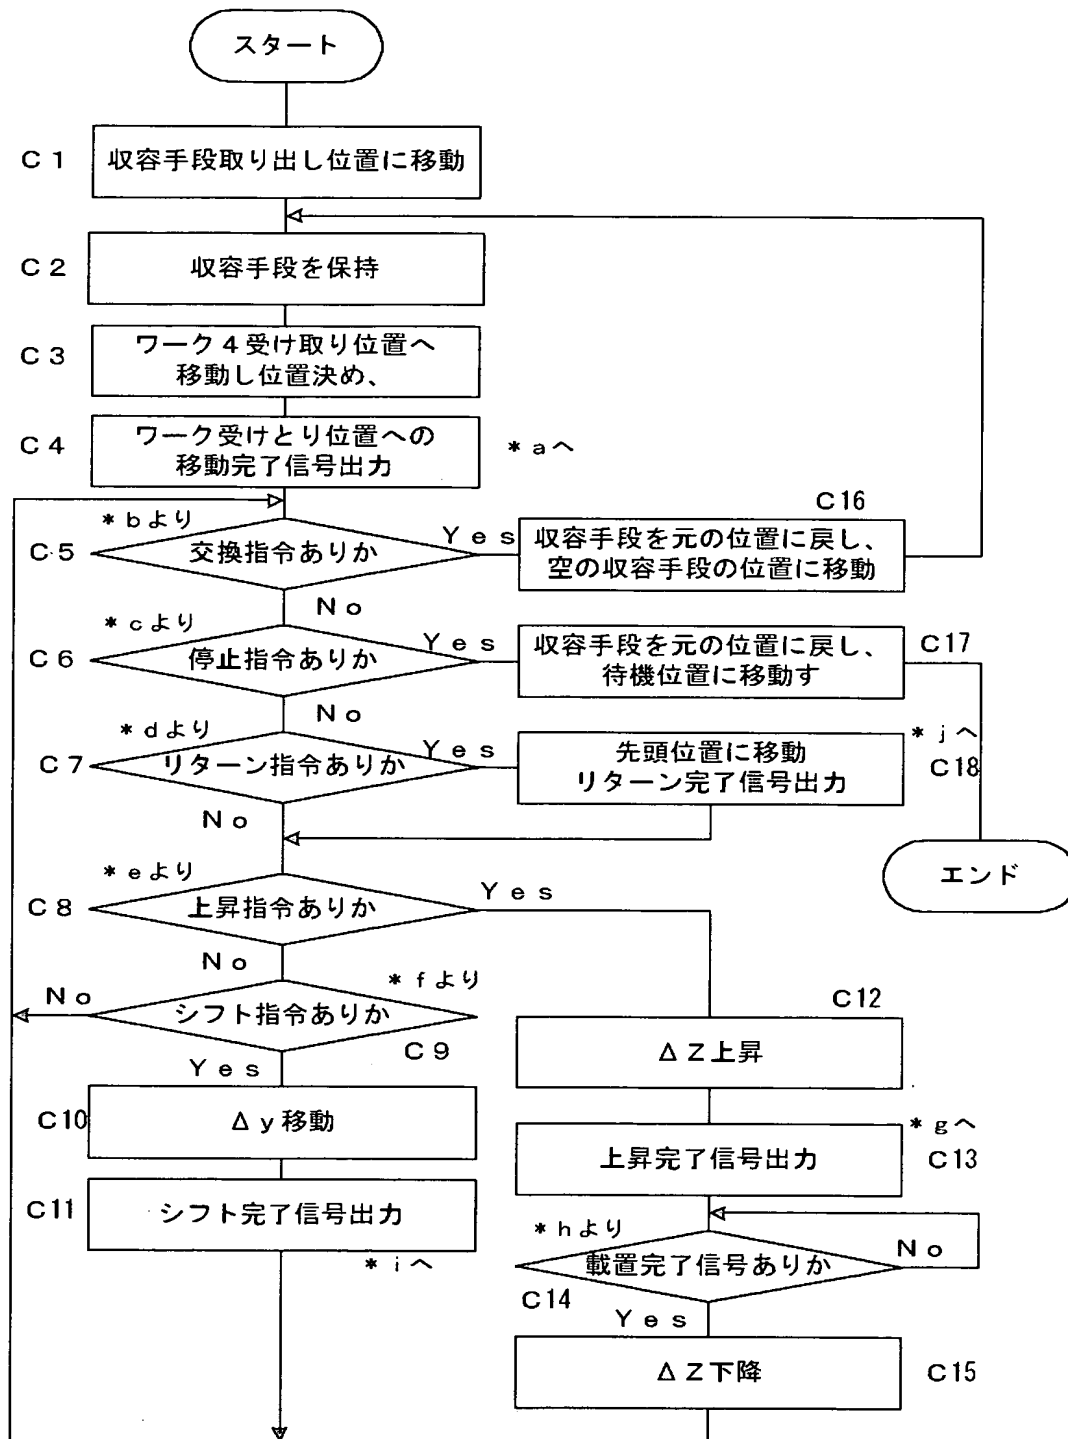 スタート
C1
収容手段取り出し位置に移動
C2
収容手段を保持
C3
ワーク4受け取り位置へ
移動し位置決め、
C4
ワーク受けとり位置への
移動完了信号出力
*aへ
*bより
C5
交換指令ありか
Yes
C16
収容手段を元の位置に戻し、
空の収容手段の位置に移動
No
*cより
C6
停止指令ありか
Yes
収容手段を元の位置に戻し、
待機位置に移動す
C17
No
*dより
C7
リターン指令ありか
Yes
先頭位置に移動
リターン完了信号出力
*jへ
C18
No
エンド
*eより
C8
上昇指令ありか
Yes
No
*fより
No
シフト指令ありか
C9
Yes
C12
ΔZ上昇
C10
Δy移動
上昇完了信号出力
*gへ
C13
C11
シフト完了信号出力
*iへ
*hより
載置完了信号ありか
No
C14
Yes
ΔZ下降
C15